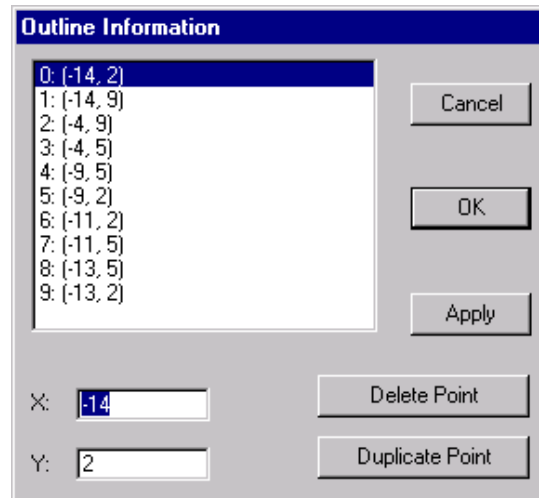 Outline Information
0: (-14, 2)
1: (-14, 9)
2: (-4, 9)
3: (-4, 5)
4: (-9, 5)
5: (-9, 2)
6: (-11, 2)
7: (-11, 5)
8: (-13, 5)
9: (-13, 2)
Cancel
OK
Apply
X: -14
Delete Point
Y: 2
Duplicate Point